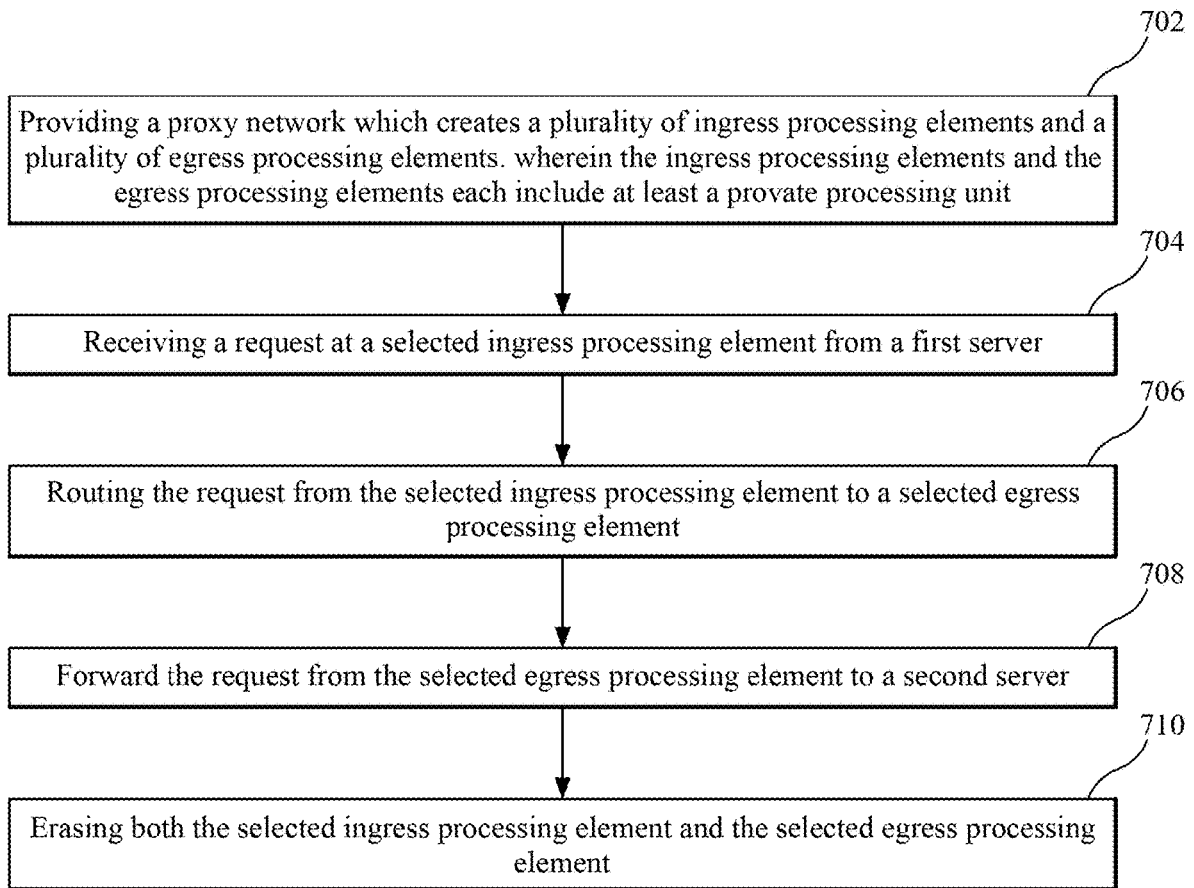 702
Providing a proxy network which creates a plurality of ingress processing elements and a
plurality of egress processing elements. wherein the ingress processing elements and the
egress processing elements each include at least a provate processing unit
704
Receiving a request at a selected ingress processing element from a first server
706
Routing the request from the selected ingress processing element to a selected egress
processing element
708
Forward the request from the selected egress processing element to a second server
710
Erasing both the selected ingress processing element and the selected egress processing
element